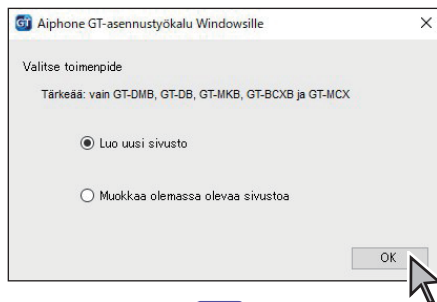 GT Aiphone GT-asennustyökalu Windowsille
Valitse toimenpide
Tärkeää: vain GT-DMB, GT-DB, GT-MKB, GT-BCXB ja GT-MCX
Luo uusi sivusto
Muokkaa olemassa olevaa sivustoa
OK